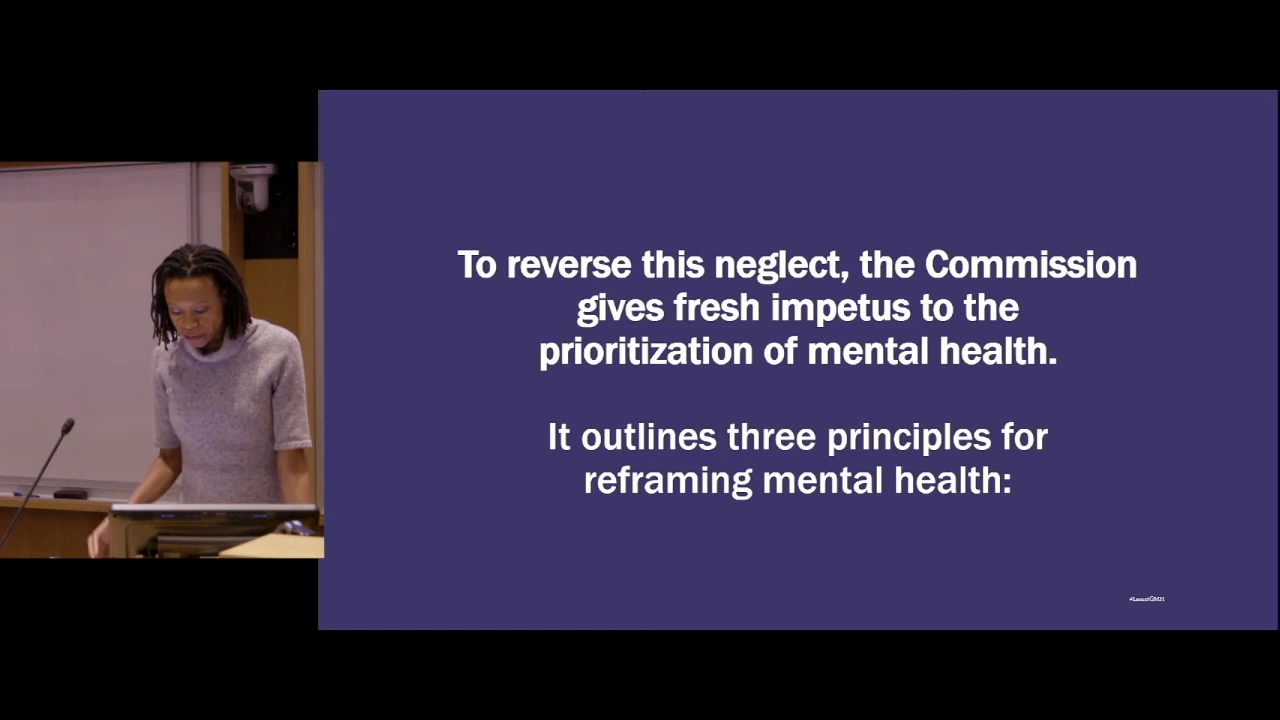 To reverse this neglect, the Commission
gives fresh impetus to the
prioritization of mental health.
It outlines three principles for
reframing mental health:
#LancetGMH